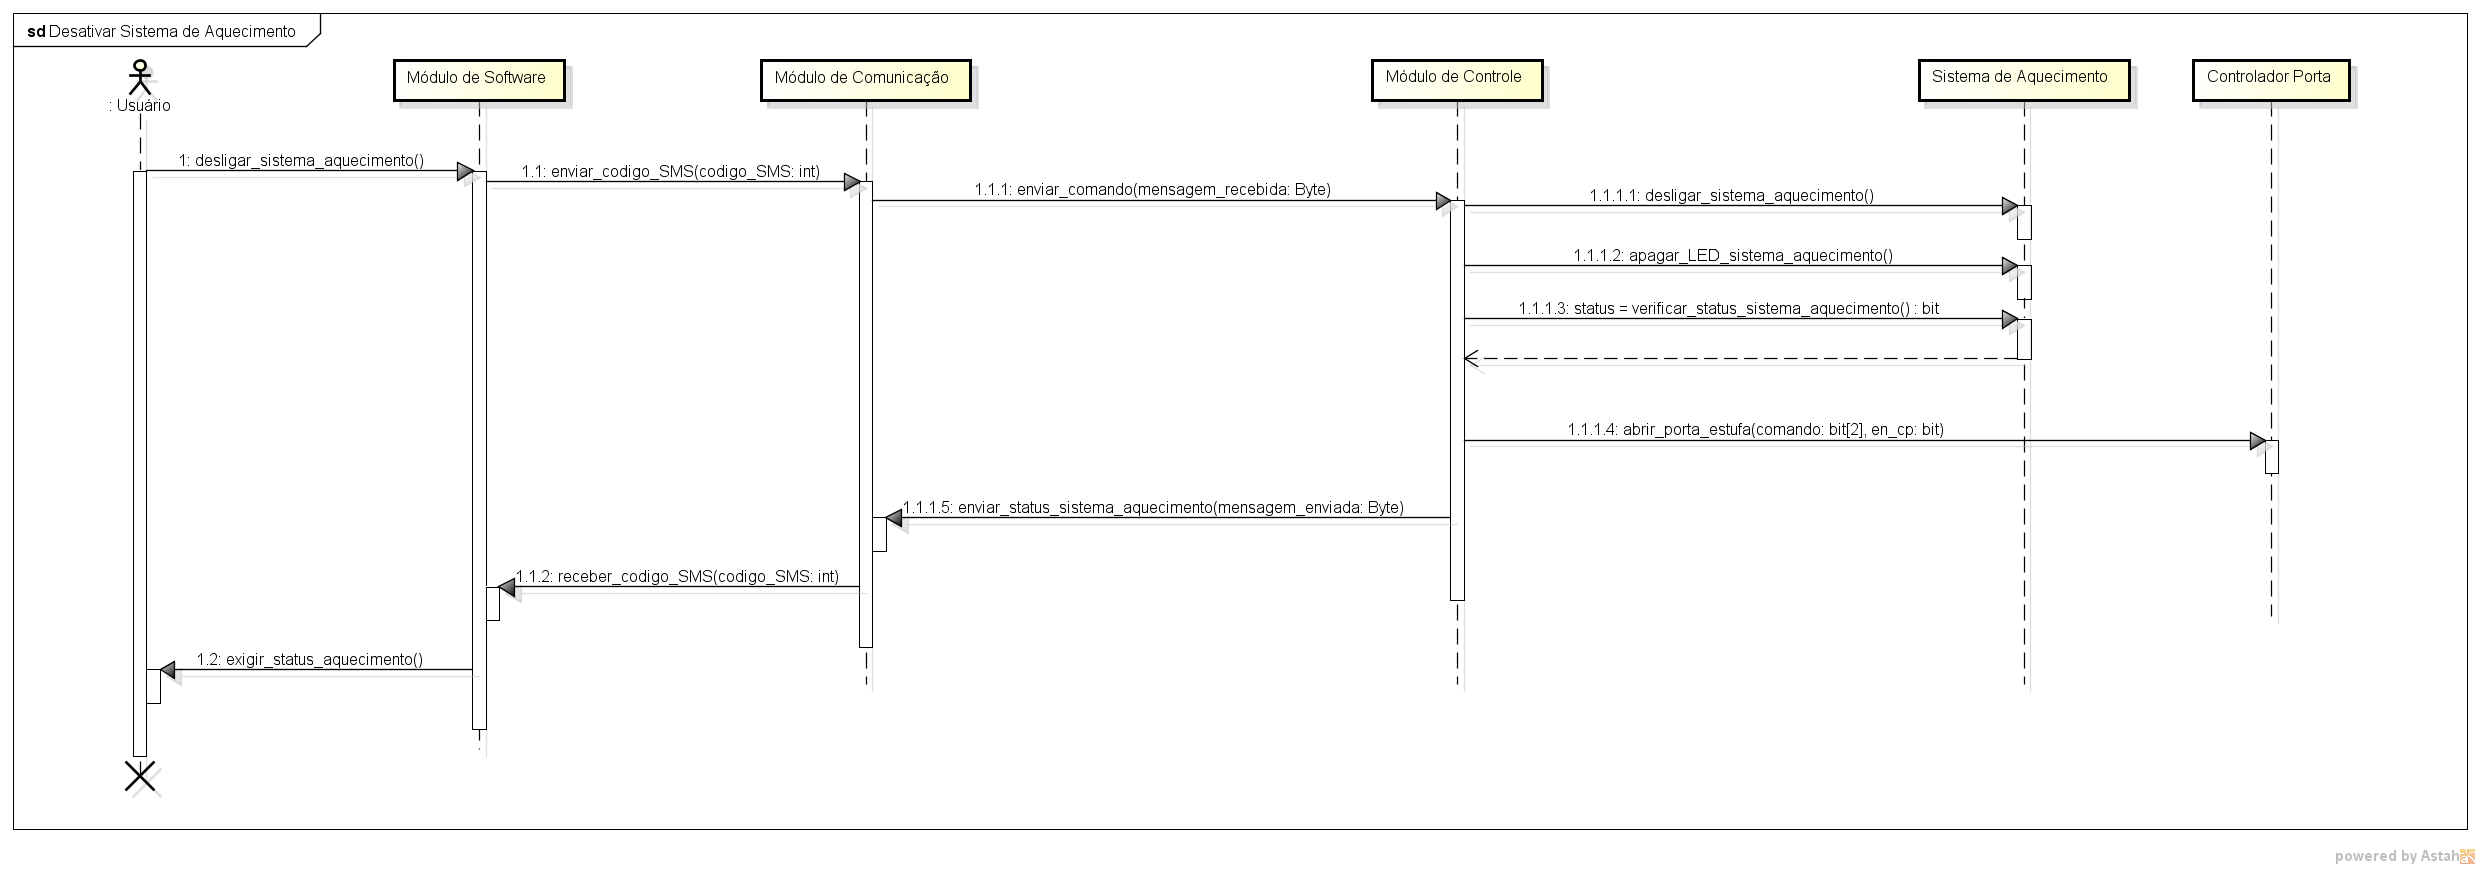 sd Desativar Sistema de Aquecimento
: Usuário
Módulo de Software
Módulo de Comunicação
Módulo de Controle
Sistema de Aquecimento
Controlador Porta
1: desligar_sistema_aquecimento()
1.1: enviar_codigo_SMS(codigo_SMS: int)
1.1.1: enviar_comando(mensagem_recebida: Byte)
1.1.1.1: desligar_sistema_aquecimento()
1.1.1.2: apagar_LED_sistema_aquecimento()
1.1.1.3: status = verificar_status_sistema_aquecimento() : bit
1.1.1.4: abrir_porta_estufa(comando: bit[2], en_cp: bit)
1.1.1.5: enviar_status_sistema_aquecimento(mensagem_enviada: Byte)
1.1.2: receber_codigo_SMS(codigo_SMS: int)
1.2: exigir_status_aquecimento()
powered by Astah